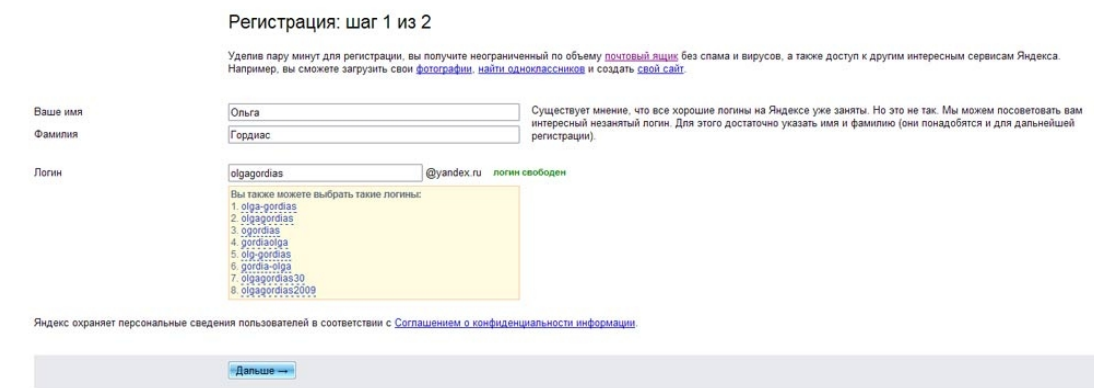 Регистрация: шаг 1 из 2
Уделив пару минут для регистрации, вы получите неограниченный по объему почтовый ящик без спама и вирусов, а также доступ к другим интересным сервисам Яндекса.
Например, вы сможете загрузить свои фотографии, найти одноклассников и создать свой сайт.
Ваше имя
Ольга
Фамилия
Гордиас
Существует мнение, что все хорошие логины на Яндексе уже заняты. Но это не так. Мы можем посоветовать вам
интересный незанятый логин. Для этого достаточно указать имя и фамилию (они понадобятся и для дальнейшей
регистрации).
Логин
olgagordias @yandex.ru логин свободен
Вы также можете выбрать такие логины:
1. olga-gordias
2. olgagordias
3. ogordias
4. gordiaolga
5. olg-gordias
6. gordia-olga
7. olgagordias30
8. olgagordias2009
Яндекс охраняет персональные сведения пользователей в соответствии с Соглашением о конфиденциальности информации.
Дальше →